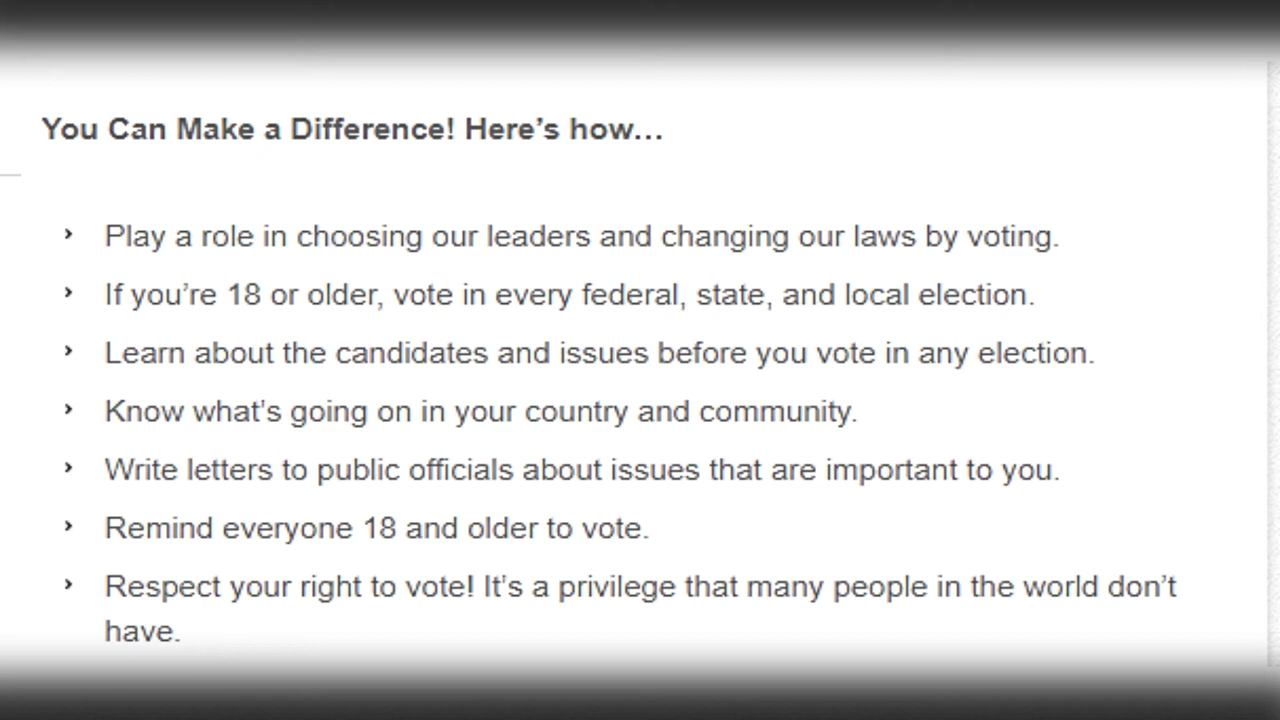 You Can Make a Difference! Here’s how…
Play a role in choosing our leaders and changing our laws by voting.
If you’re 18 or older, vote in every federal, state, and local election.
Learn about the candidates and issues before you vote in any election.
Know what’s going on in your country and community.
Write letters to public officials about issues that are important to you.
Remind everyone 18 and older to vote.
Respect your right to vote! It’s a privilege that many people in the world don’t
have.